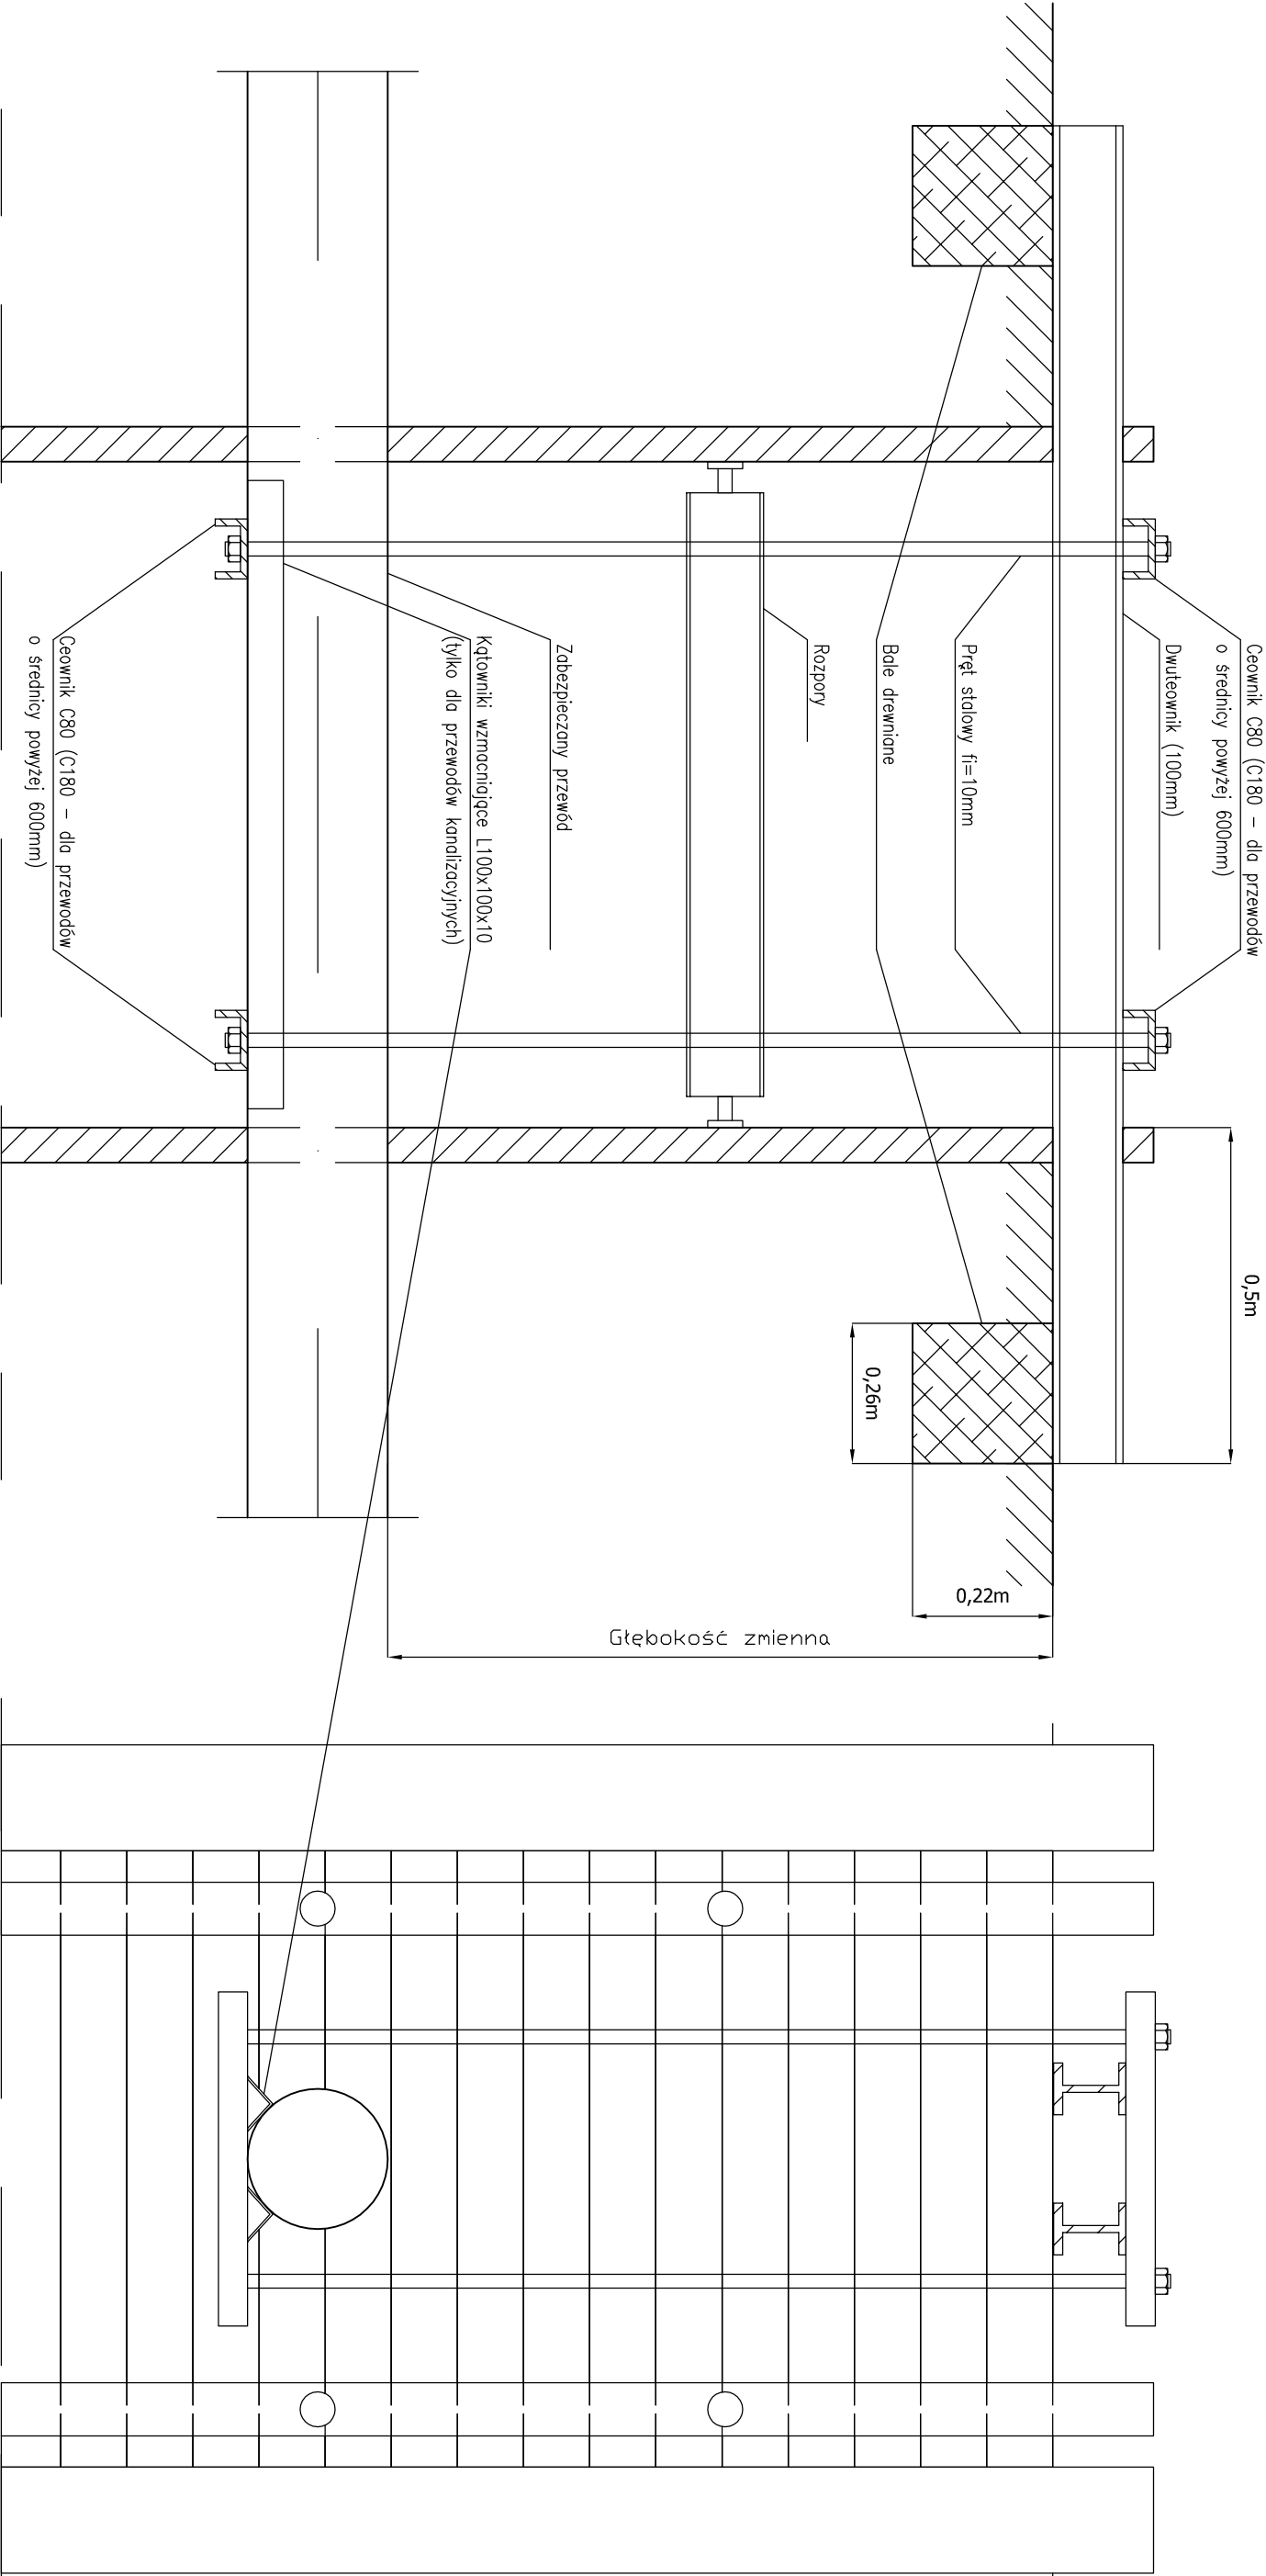 Ceownik C80 (C180 – dla przewodów
o średnicy powyżej 600mm)
Dwuteownik (100mm)
0,5m
Pręt stalowy fi=10mm
Bale drewniane
0,26m
0,22m
Rozpory
Głębokość zmienna
Zabezpieczany przewód
Kątowniki wzmacniające L100x100x10
(tylko dla przewodów kanalizacyjnych)
Ceownik C80 (C180 – dla przewodów
o średnicy powyżej 600mm)